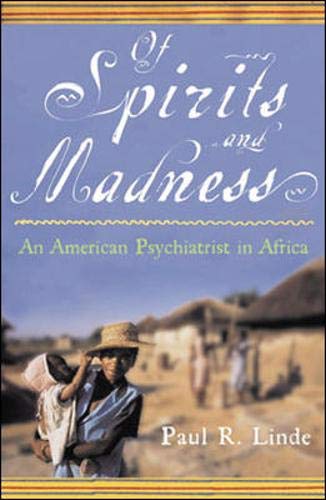 Of
Spirits
and
Madness
An American Psychiatrist in Africa
Paul R. Linde